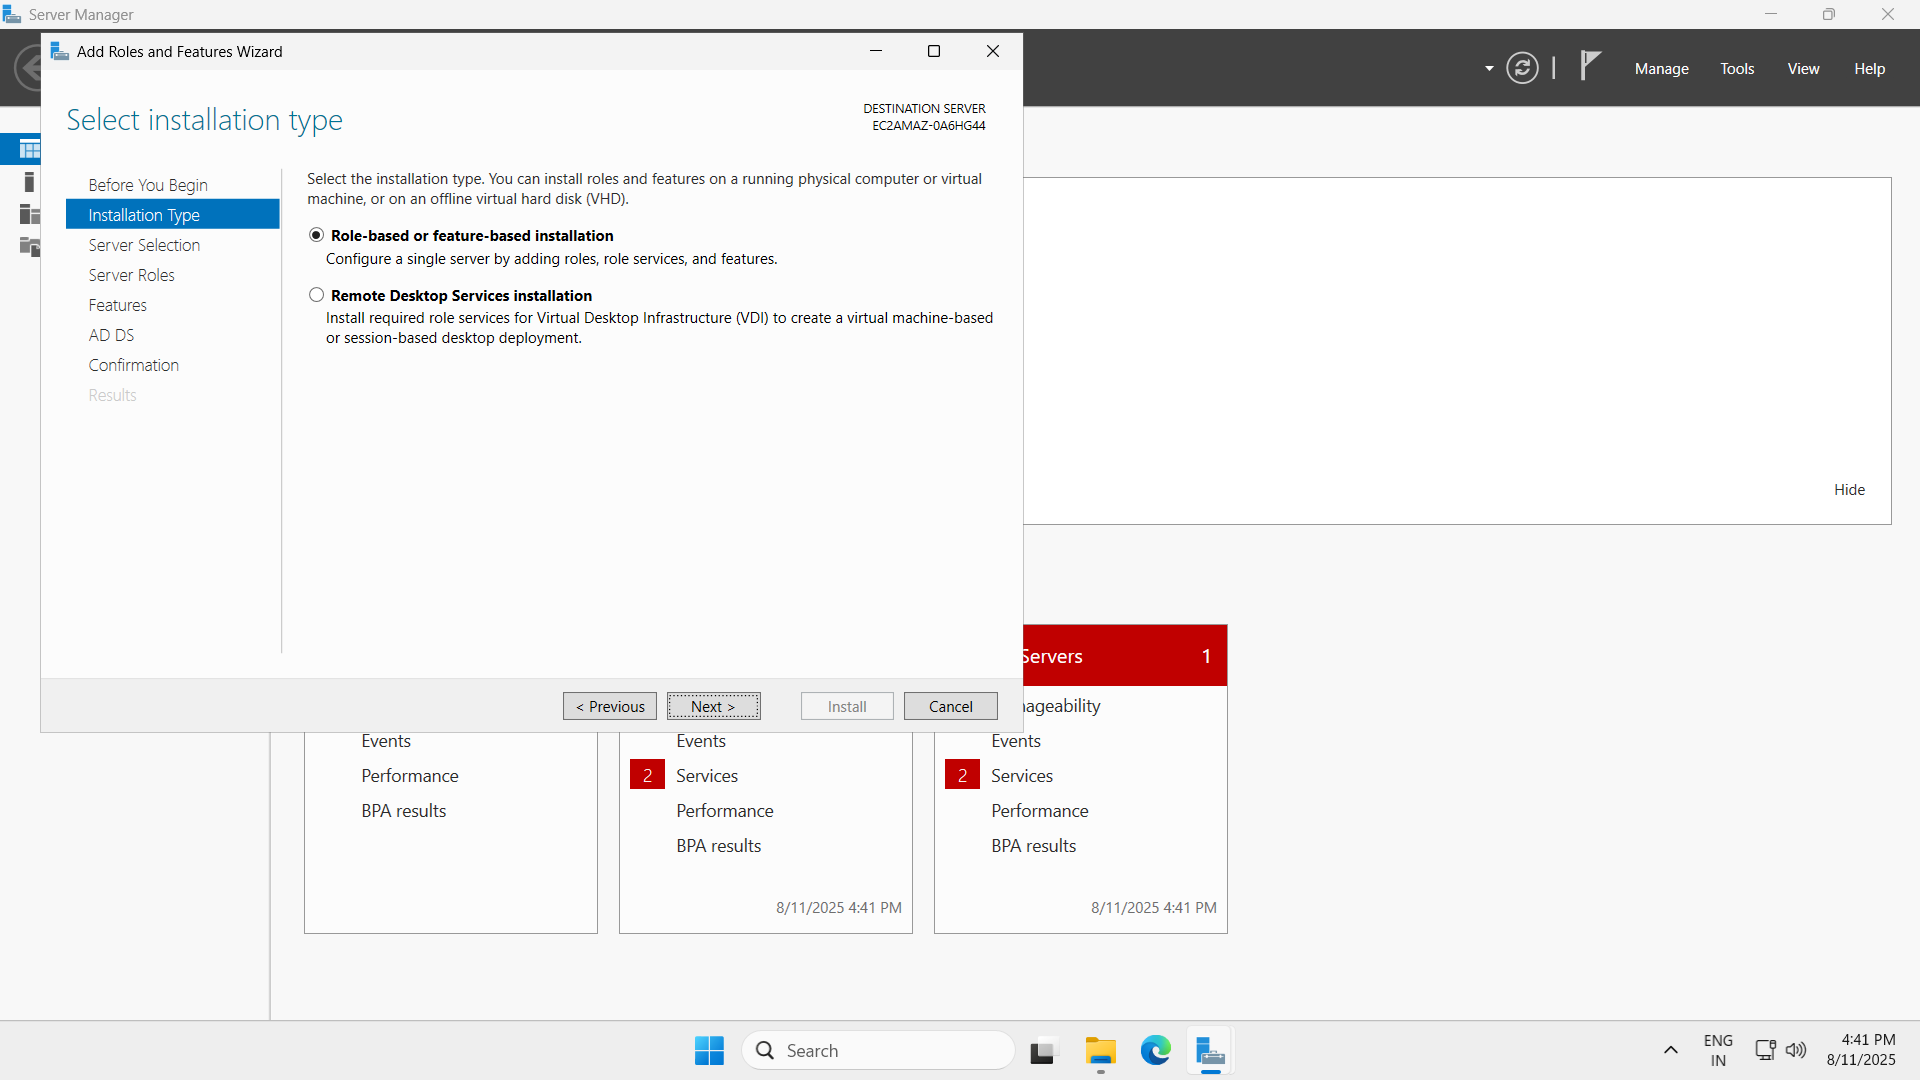 Server Manager
Add Roles and Features Wizard
Manage
Tools
View
Help
Select installation type
DESTINATION SERVER
EC2AMAZ-0A6HG44
Before You Begin
Installation Type
Server Selection
Server Roles
Features
AD DS
Confirmation
Results
Select the installation type. You can install roles and features on a running physical computer or virtual
machine, or on an offline virtual hard disk (VHD).
Role-based or feature-based installation
Configure a single server by adding roles, role services, and features.
Remote Desktop Services installation
Install required role services for Virtual Desktop Infrastructure (VDI) to create a virtual machine-based
or session-based desktop deployment.
< Previous
Next >
Install
Cancel
Hide
Servers
1
nageability
Events
Performance
BPA results
Events
2 Services
Performance
BPA results
8/11/2025 4:41 PM
Events
2 Services
Performance
BPA results
8/11/2025 4:41 PM
Search
ENG
IN
4:41 PM
8/11/2025